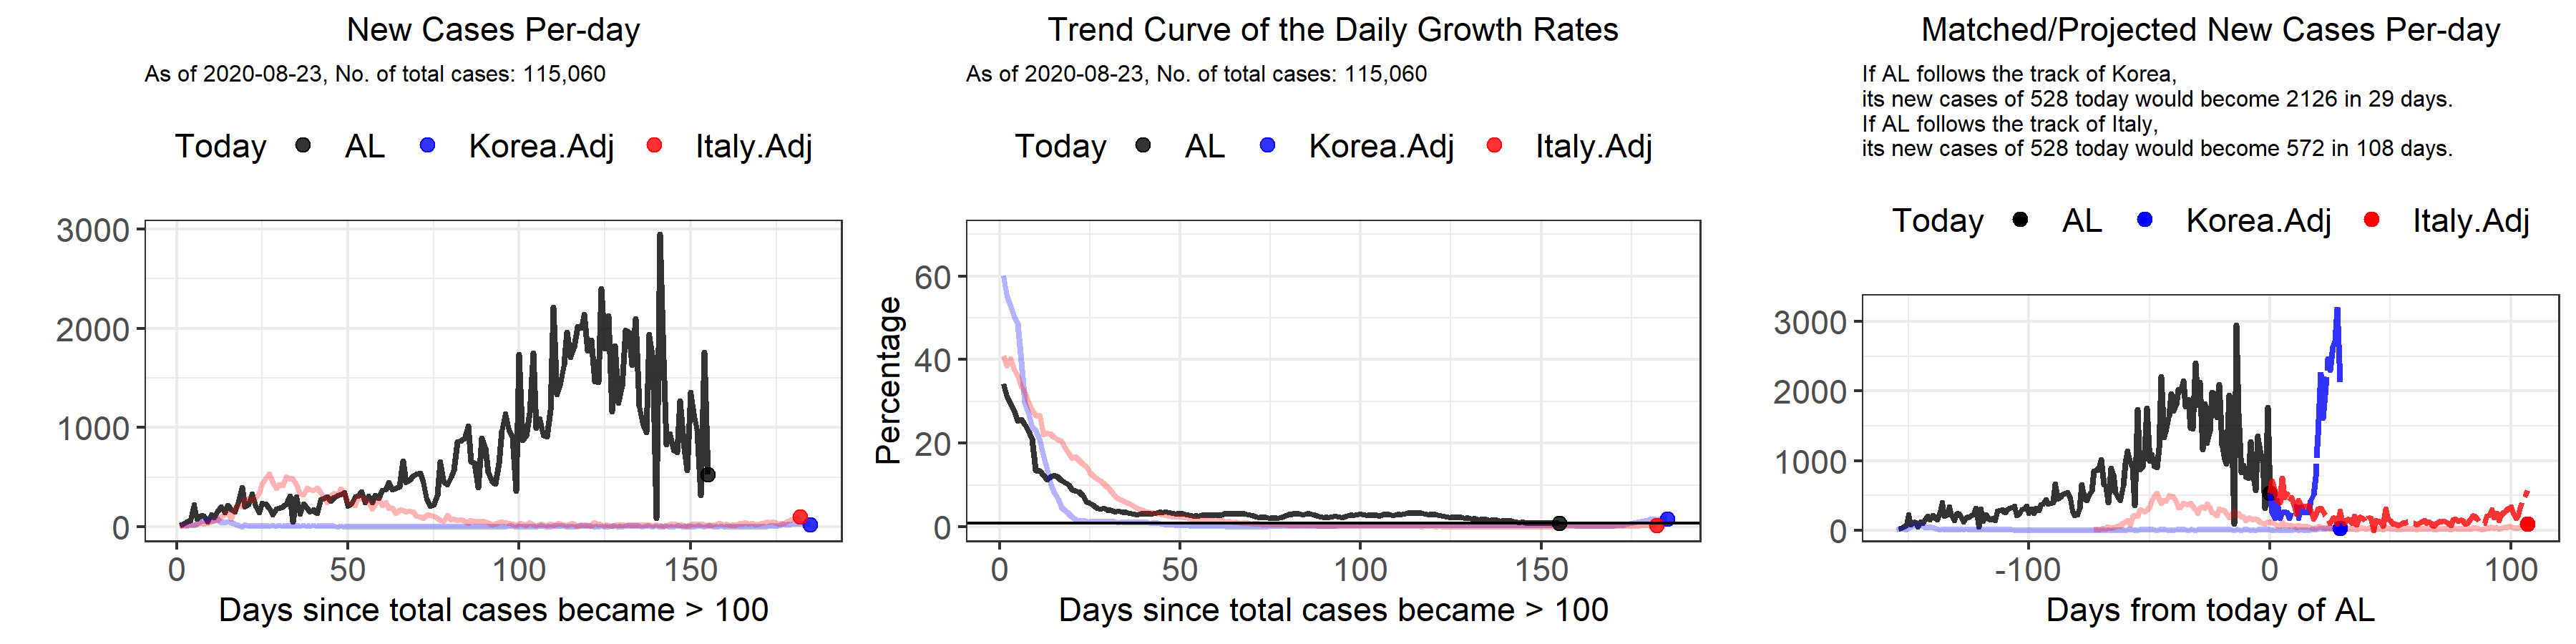 New Cases Per-day
As of 2020-08-23, No. of total cases: 115,060
Today AL Korea.Adj Italy.Adj
3000
2000
1000
0
0 50 100 150
Days since total cases became > 100
Trend Curve of the Daily Growth Rates
As of 2020-08-23, No. of total cases: 115,060
Today AL Korea.Adj Italy.Adj
Percentage
60
40
20
0
0 50 100 150
Days since total cases became > 100
Matched/Projected New Cases Per-day
If AL follows the track of Korea,
its new cases of 528 today would become 2126 in 29 days.
If AL follows the track of Italy,
its new cases of 528 today would become 572 in 108 days.
Today AL Korea.Adj Italy.Adj
3000
2000
1000
0
-100 0 100
Days from today of AL